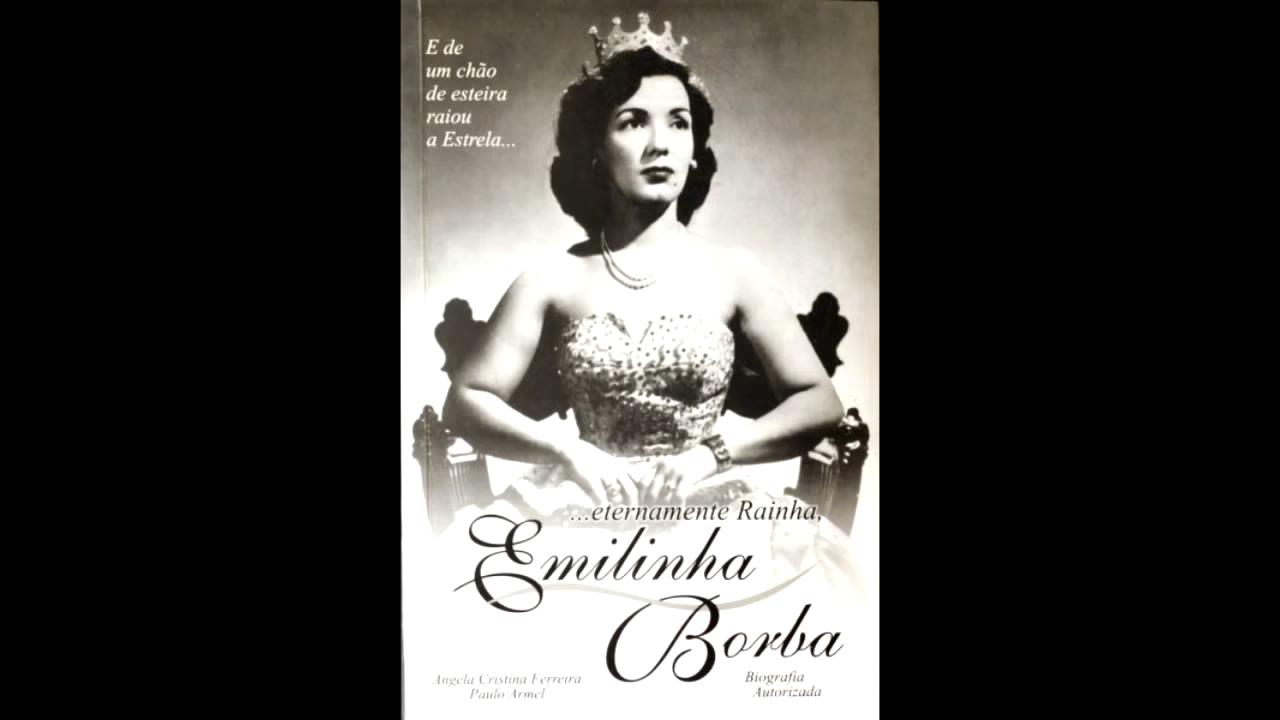 E de
um chão
de esteira
raiou
a Estrela...
...eternamente Rainha,
Emilinha
Borba
Angela Cristina Ferreira
Paulo Armel
Biografia
Autorizada